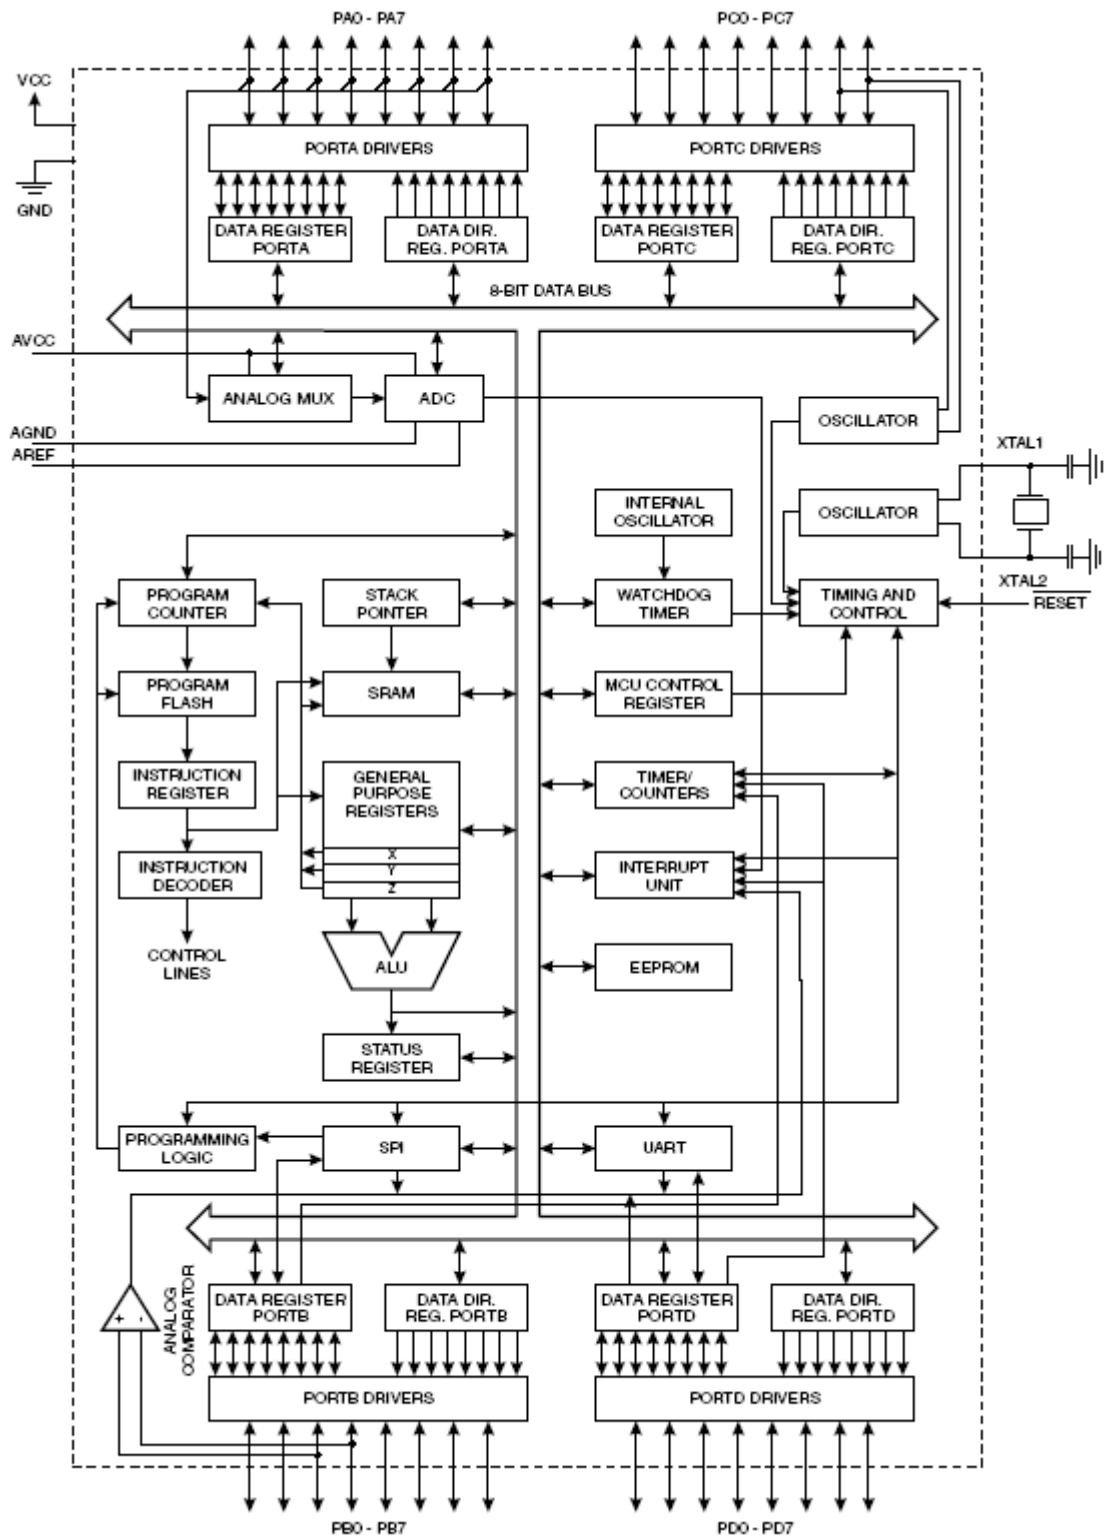 PA0 - PA7
PC0 - PC7
VCC
PORTA DRIVERS
PORTC DRIVERS
GND
DATA REGISTER
PORTA
DATA DIR.
REG. PORTA
DATA REGISTER
PORTC
DATA DIR.
REG. PORTC
8-BIT DATA BUS
AVCC
ANALOG MUX
ADC
OSCILLATOR
AGND
AREF
XTAL1
INTERNAL
OSCILLATOR
OSCILLATOR
XTAL2
PROGRAM
COUNTER
STACK
POINTER
WATCHDOG
TIMER
TIMING AND
CONTROL
RESET
PROGRAM
FLASH
SRAM
MCU CONTROL
REGISTER
INSTRUCTION
REGISTER
GENERAL
PURPOSE
REGISTERS
TIMER/
COUNTERS
X
Y
Z
INSTRUCTION
DECODER
INTERRUPT
UNIT
CONTROL
LINES
ALU
EEPROM
STATUS
REGISTER
PROGRAMMING
LOGIC
SPI
UART
ANALOG
COMPARATOR
+ -
DATA REGISTER
PORTB
DATA DIR.
REG. PORTB
DATA REGISTER
PORTD
DATA DIR.
REG. PORTD
PORTB DRIVERS
PORTD DRIVERS
PB0 - PB7
PD0 - PD7